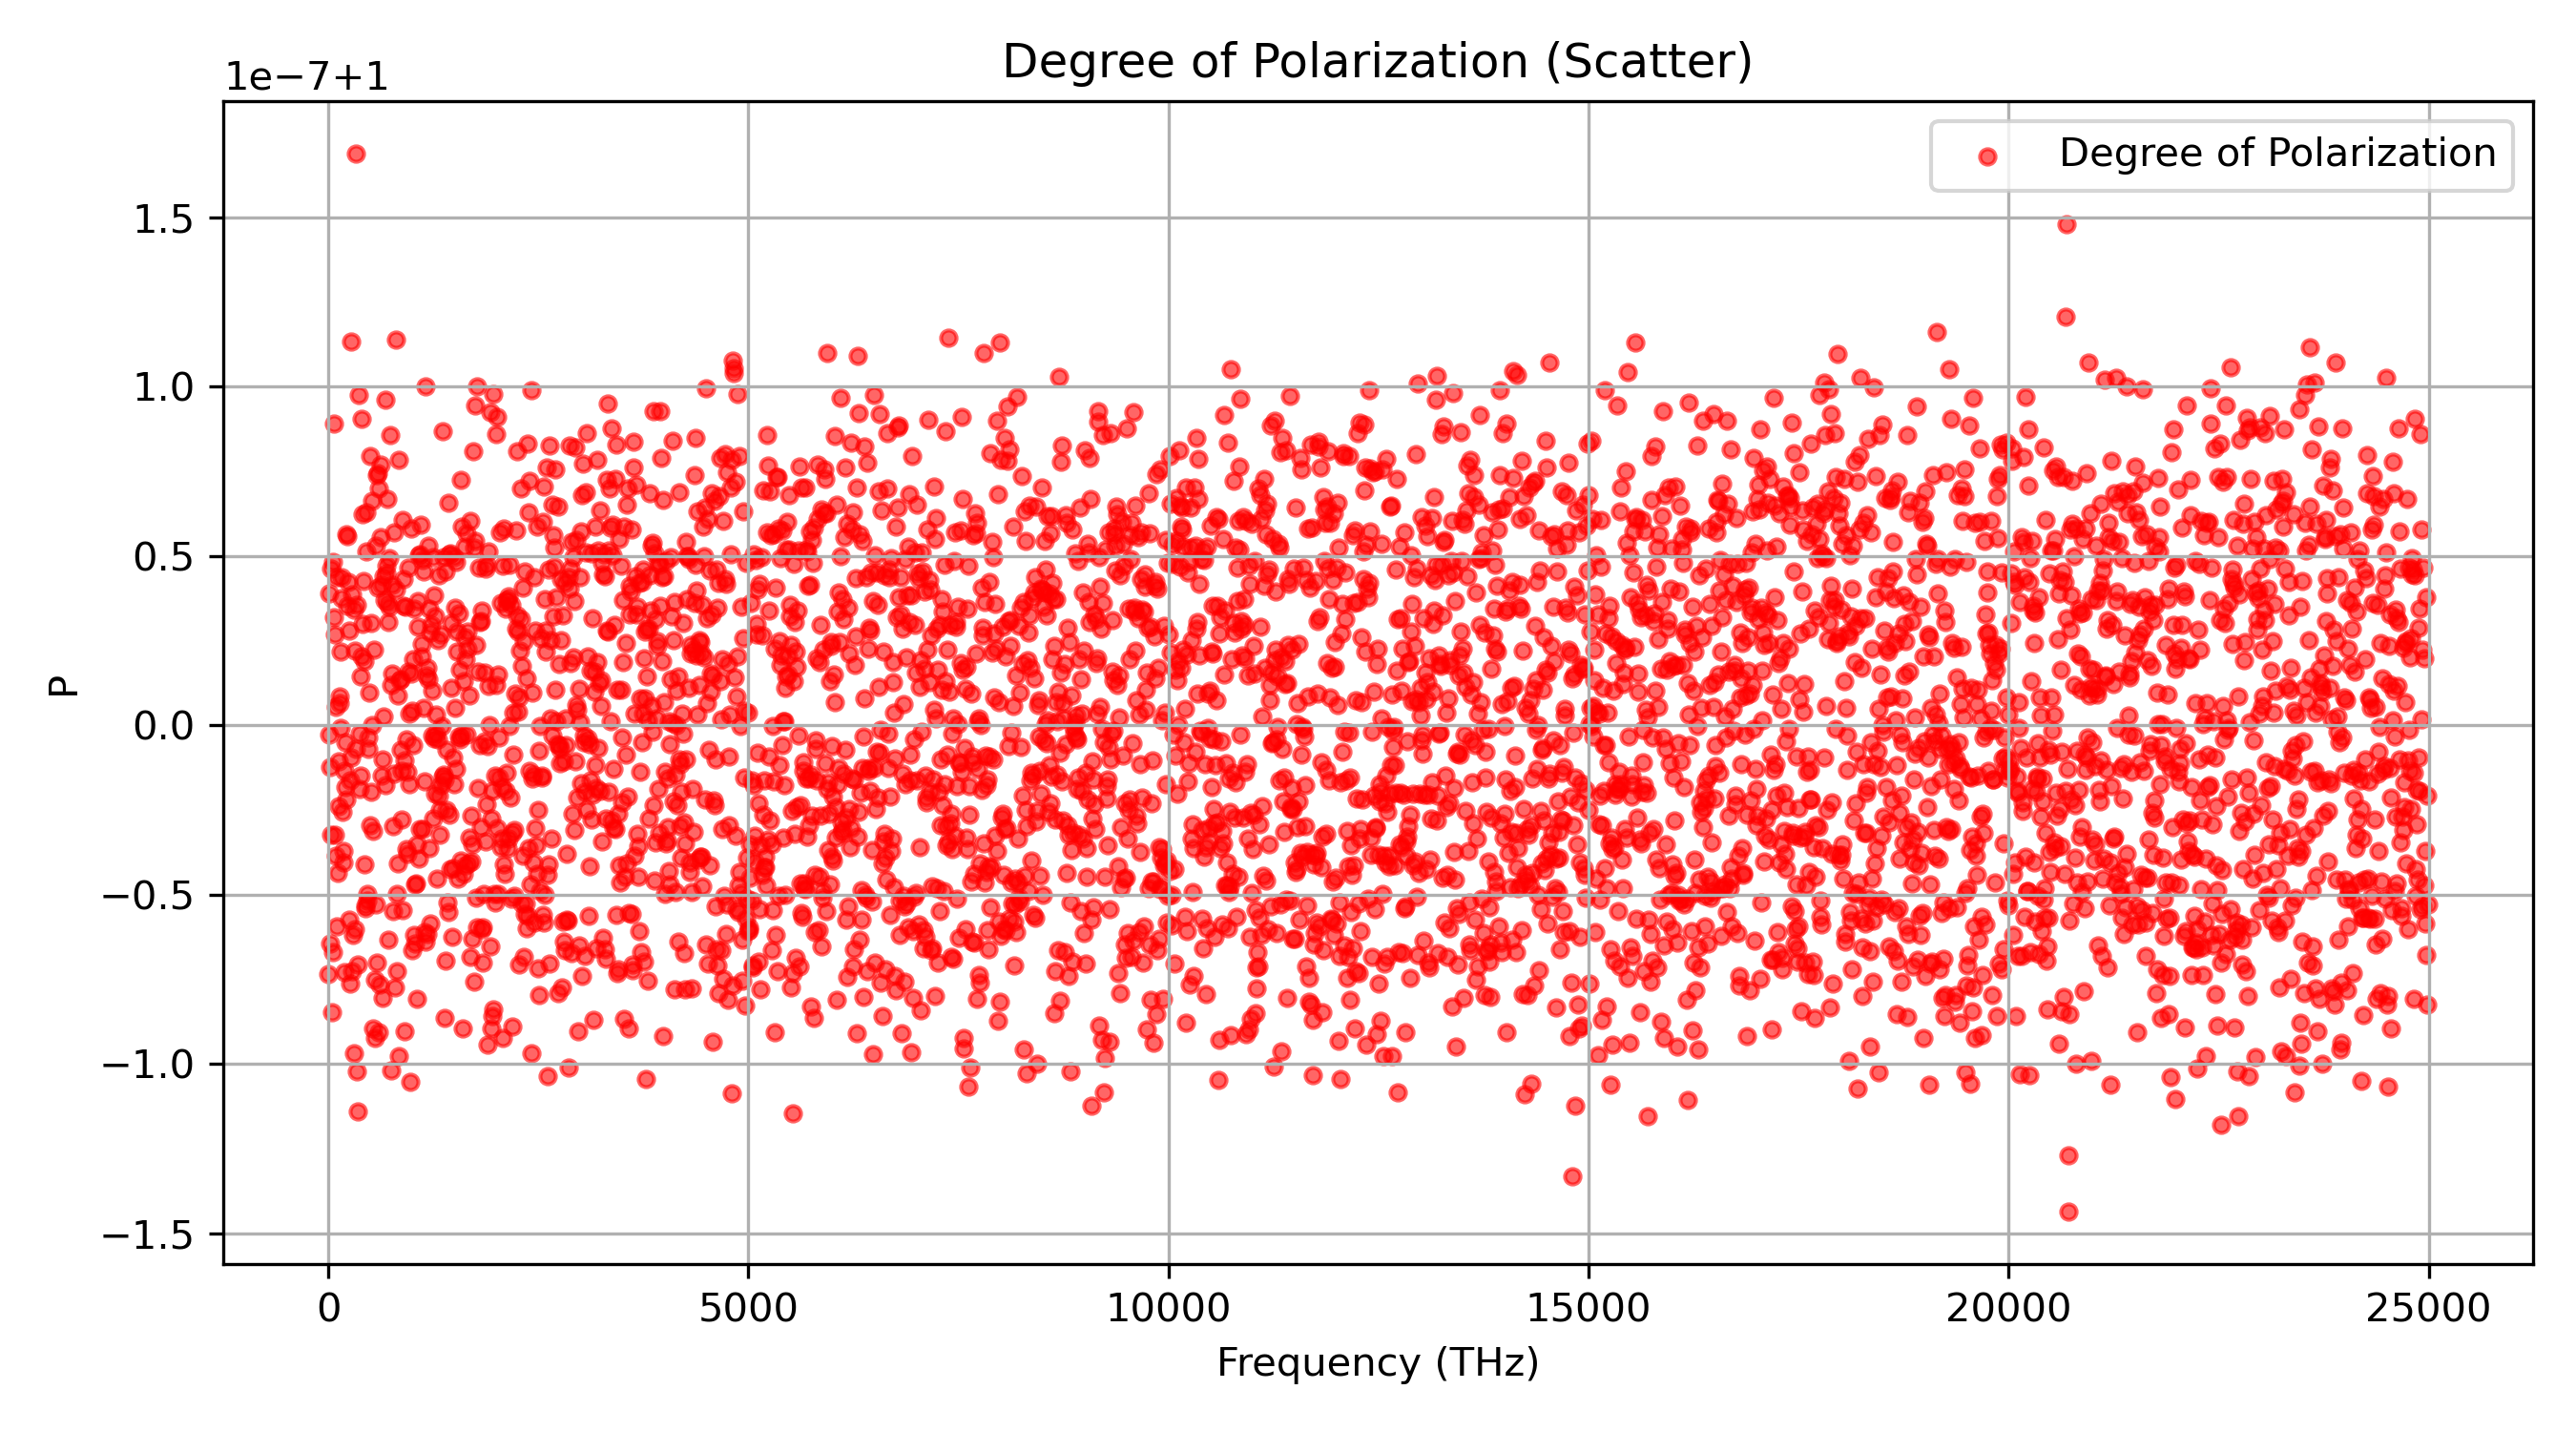 Degree of Polarization (Scatter)
1e−7+1
Degree of Polarization
1.5
1.0
0.5
0.0
−0.5
−1.0
−1.5
P
0 5000 10000 15000 20000 25000
Frequency (THz)